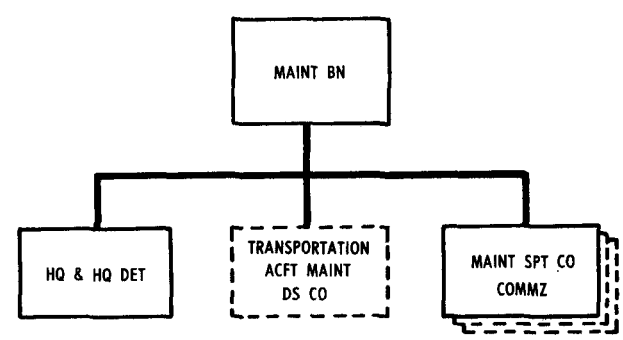 MAINT BN
HQ & HQ DET
TRANSPORTATION
ACFT MAINT
DS CO
MAINT SPT CO
COMMZ